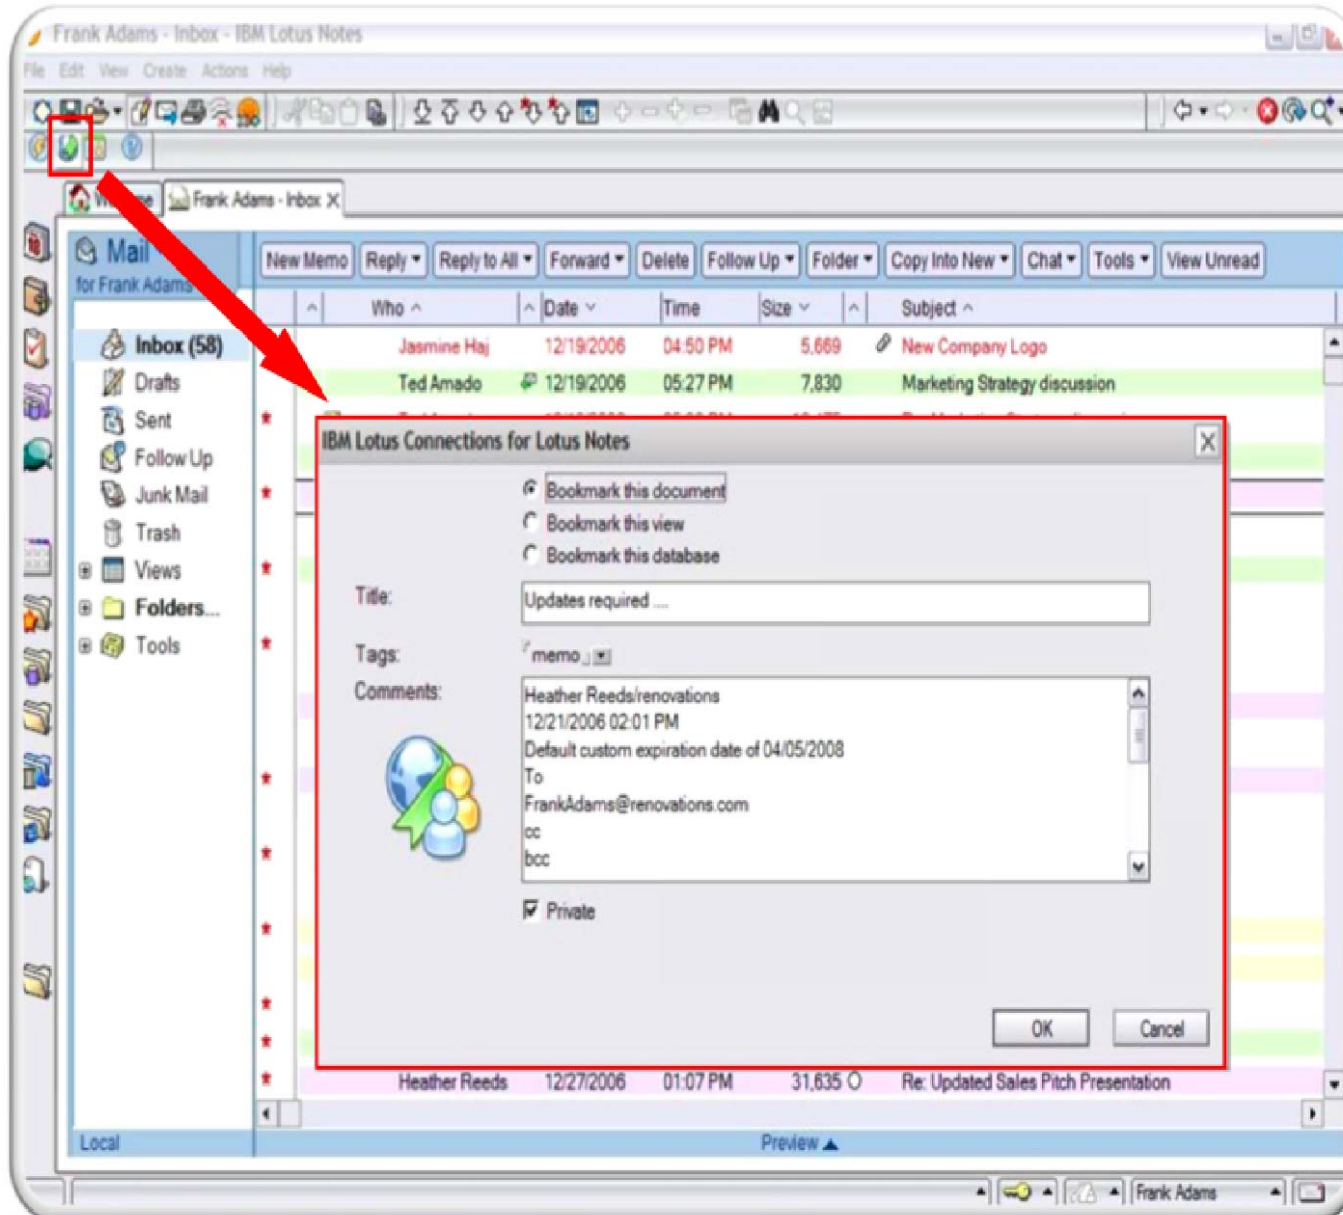 Frank Adams - Inbox - IBM Lotus Notes
File Edit View Create Actions Help
Frank Adams - Inbox X
Mail
for Frank Adams
New Memo Reply Reply to All Forward Delete Follow Up Folder Copy Into New Chat Tools View Unread
Who Date Time Size Subject
Inbox (58)
Jasmine Haj 12/19/2006 04:50 PM 5,669 New Company Logo
Drafts
Ted Amado 12/19/2006 05:27 PM 7,830 Marketing Strategy discussion
Sent
Follow Up
Junk Mail
Trash
Views
Folders...
Tools
IBM Lotus Connections for Lotus Notes
Bookmark this document
Bookmark this view
Bookmark this database
Title:
Updates required ....
Tags:
memo
Comments:
Heather Reeds/renovations
12/21/2006 02:01 PM
Default custom expiration date of 04/05/2008
To
FrankAdams@renovations.com
cc
bcc
Private
OK Cancel
Heather Reeds 12/27/2006 01:07 PM 31,635 Re: Updated Sales Pitch Presentation
Local
Preview
Frank Adams